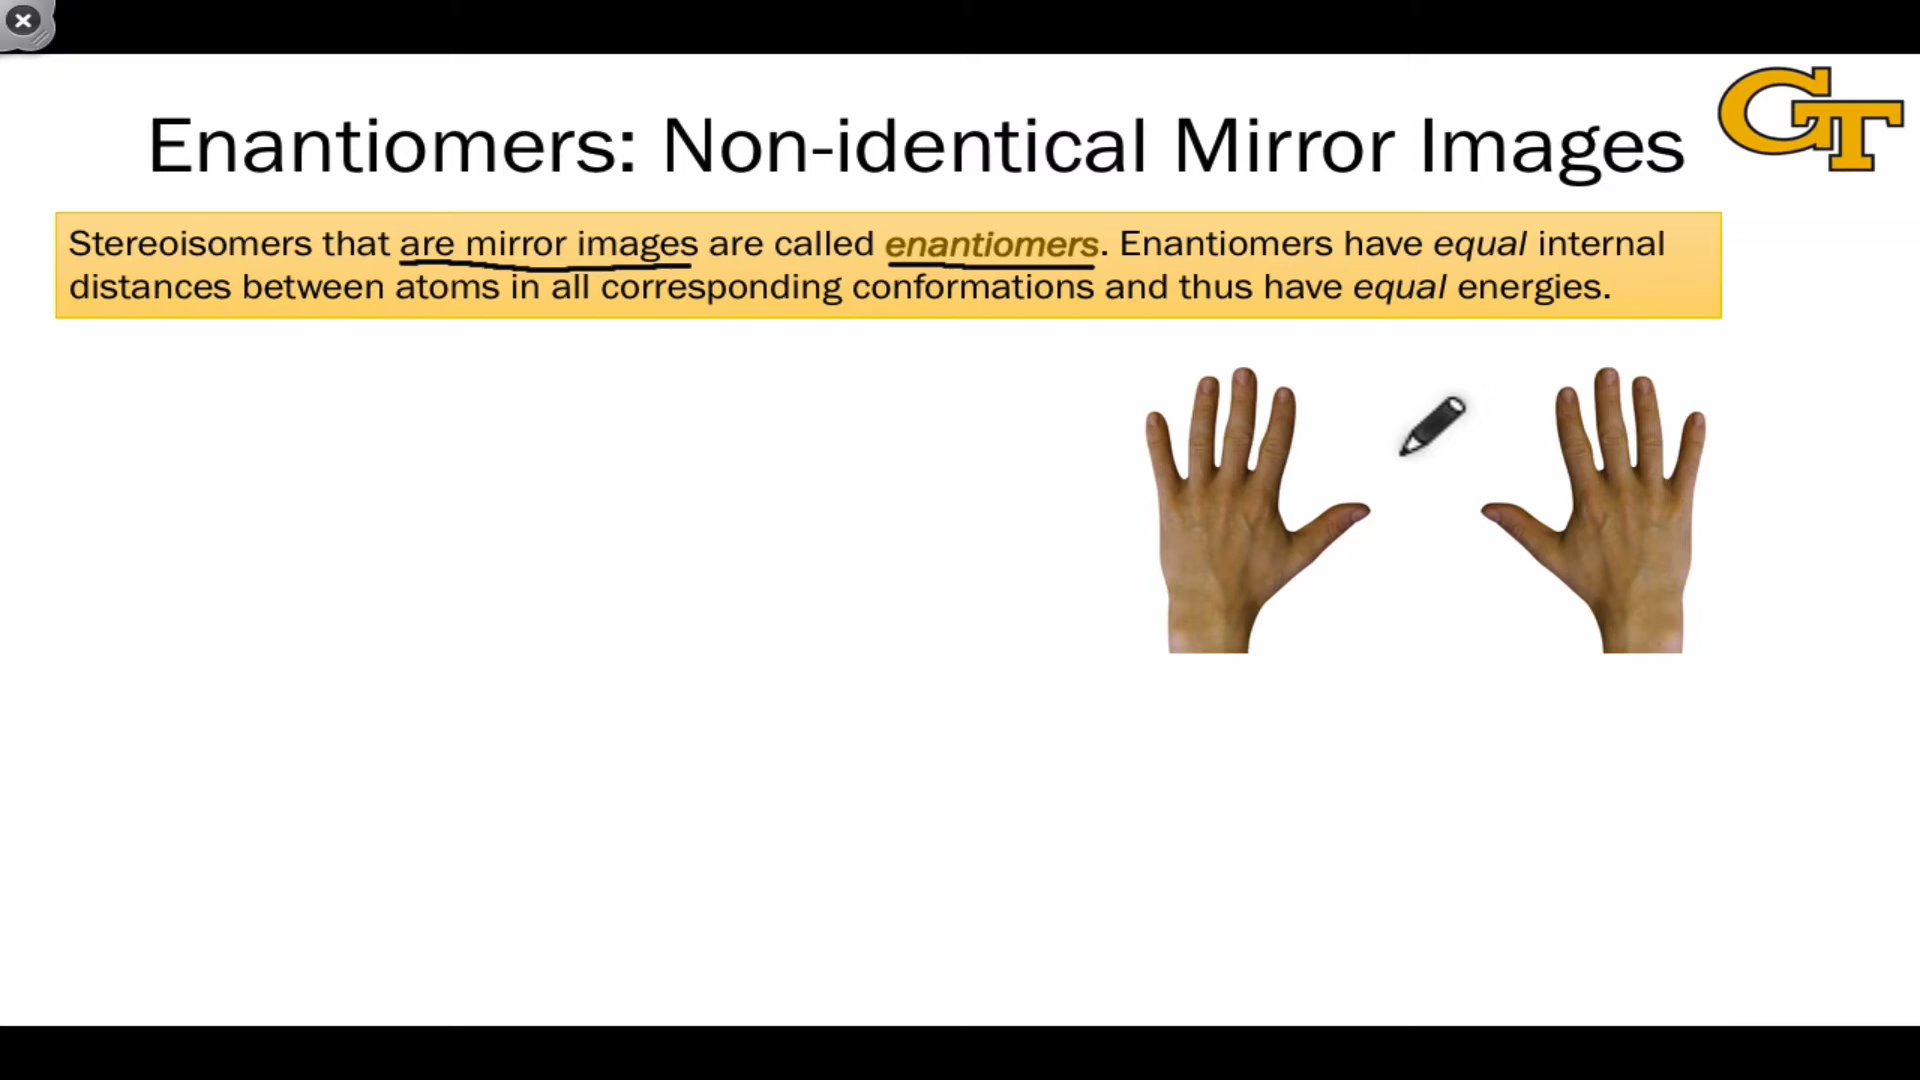 Enantiomers: Non-identical Mirror Images
GT
Stereoisomers that are mirror images are called enantiomers. Enantiomers have equal internal
distances between atoms in all corresponding conformations and thus have equal energies.